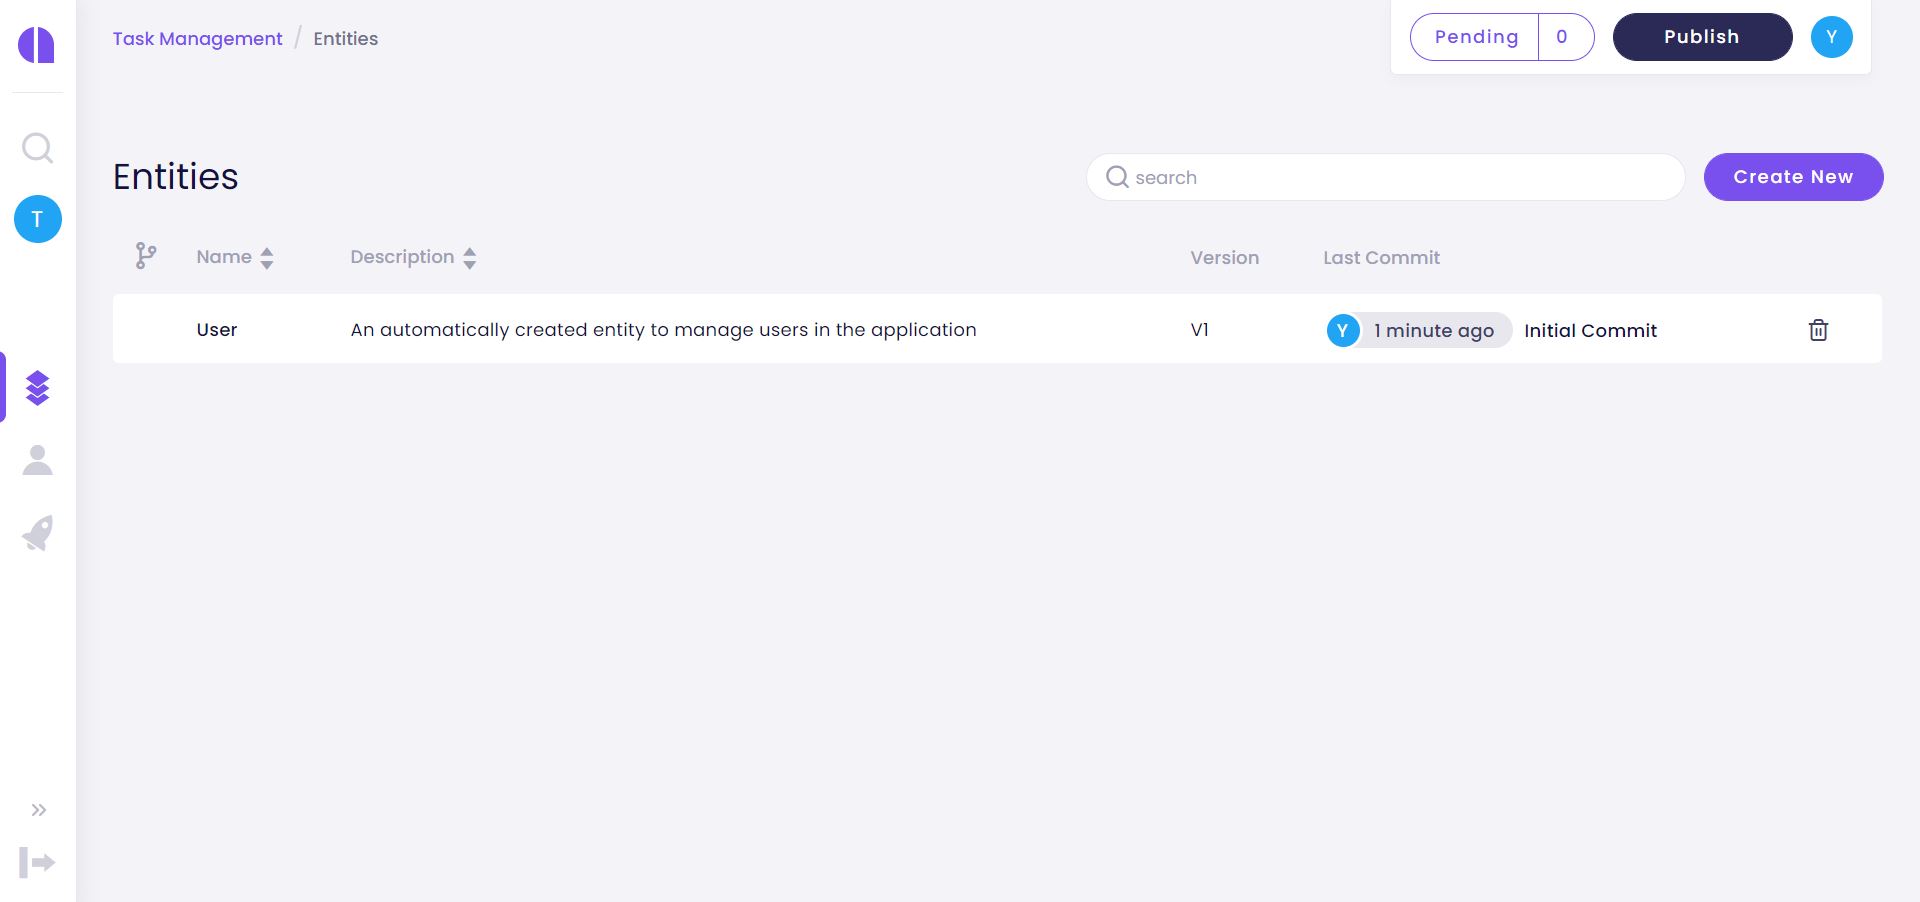 Task Management / Entities
Pending 0
Publish
Y
Entities
search
Create New
T
Name Description Version Last Commit
User An automatically created entity to manage users in the application V1 Y 1 minute ago Initial Commit